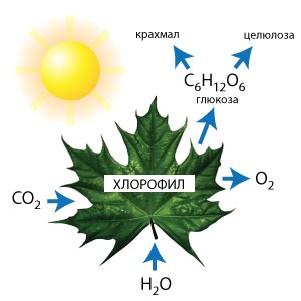 крахмал
целюлоза
C₆H₁₂O₆
глюкоза
ХЛОРОФИЛ
CO₂
O₂
H₂O